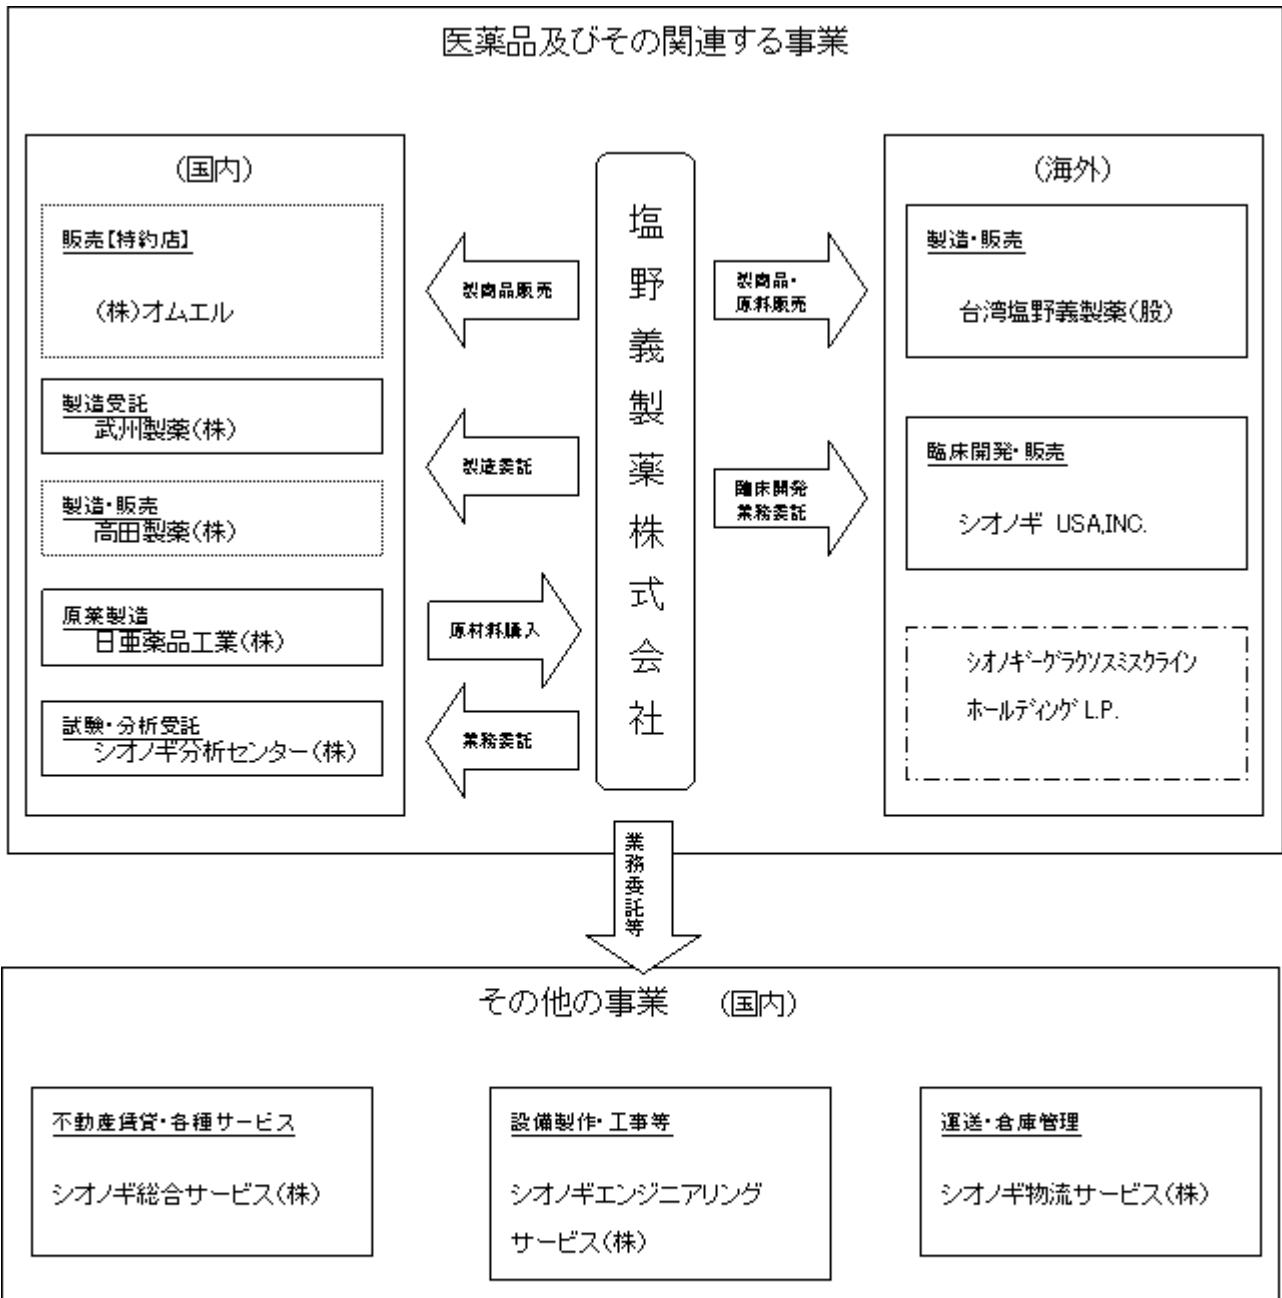 医薬品及びその関連する事業
(国内)
販売【特約店】
(株)オムエル
製造受託
武州製薬(株)
製造・販売
高田製薬(株)
原薬製造
日亜薬品工業(株)
試験・分析受託
シオノギ分析センター(株)
製商品販売
製造委託
原材料購入
業務委託
塩野義製薬株式会社
製商品・
原料販売
臨床開発
業務委託
(海外)
製造・販売
台湾塩野義製薬(股)
臨床開発・販売
シオノギ USA,INC.
シオノギーグラクソスミスクライン
ホールディング L.P.
業務委託等
その他の事業 (国内)
不動産賃貸・各種サービス
シオノギ総合サービス(株)
設備製作・工事等
シオノギエンジニアリング
サービス(株)
運送・倉庫管理
シオノギ物流サービス(株)